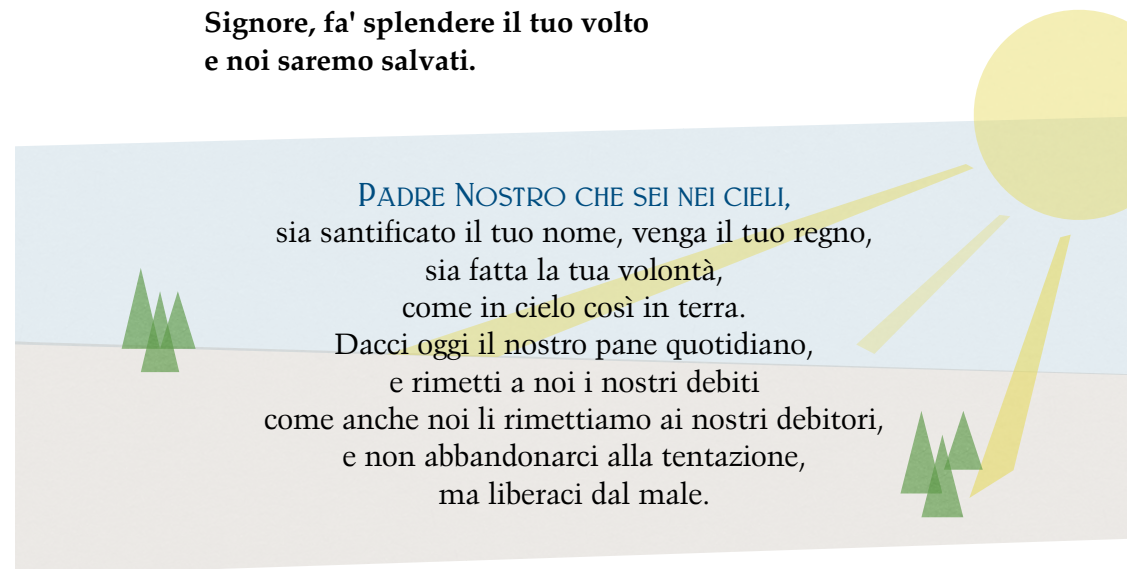 Signore, fa' splendere il tuo volto
e noi saremo salvati.
PADRE NOSTRO CHE SEI NEI CIELI,
sia santificato il tuo nome, venga il tuo regno,
sia fatta la tua volontà,
come in cielo così in terra.
Dacci oggi il nostro pane quotidiano,
e rimetti a noi i nostri debiti
come anche noi li rimettiamo ai nostri debitori,
e non abbandonarci alla tentazione,
ma liberaci dal male.